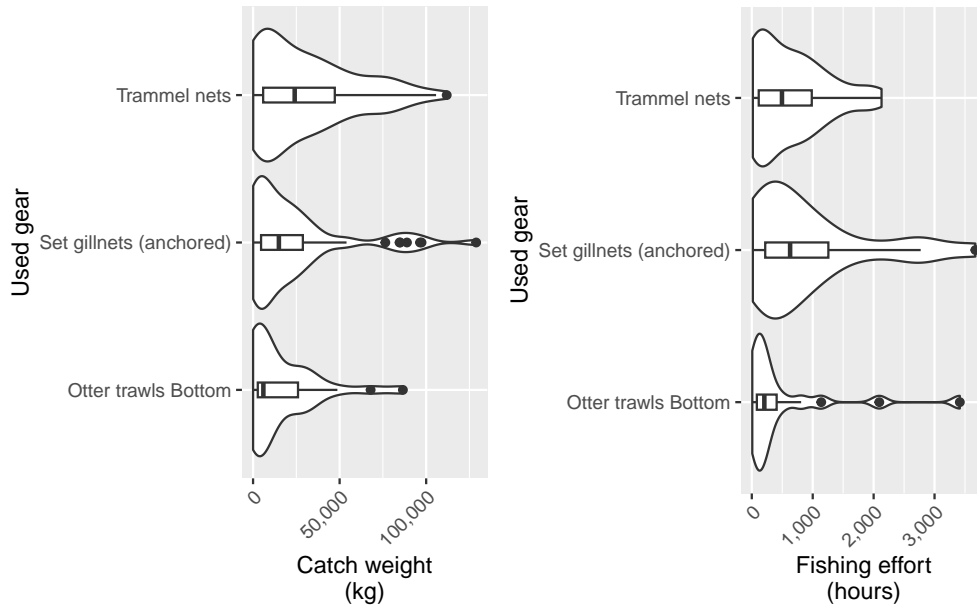 Used gear
Trammel nets
Set gillnets (anchored)
Otter trawls Bottom
0
50,000
100,000
Catch weight
(kg)
Used gear
Trammel nets
Set gillnets (anchored)
Otter trawls Bottom
0
1,000
2,000
3,000
Fishing effort
(hours)